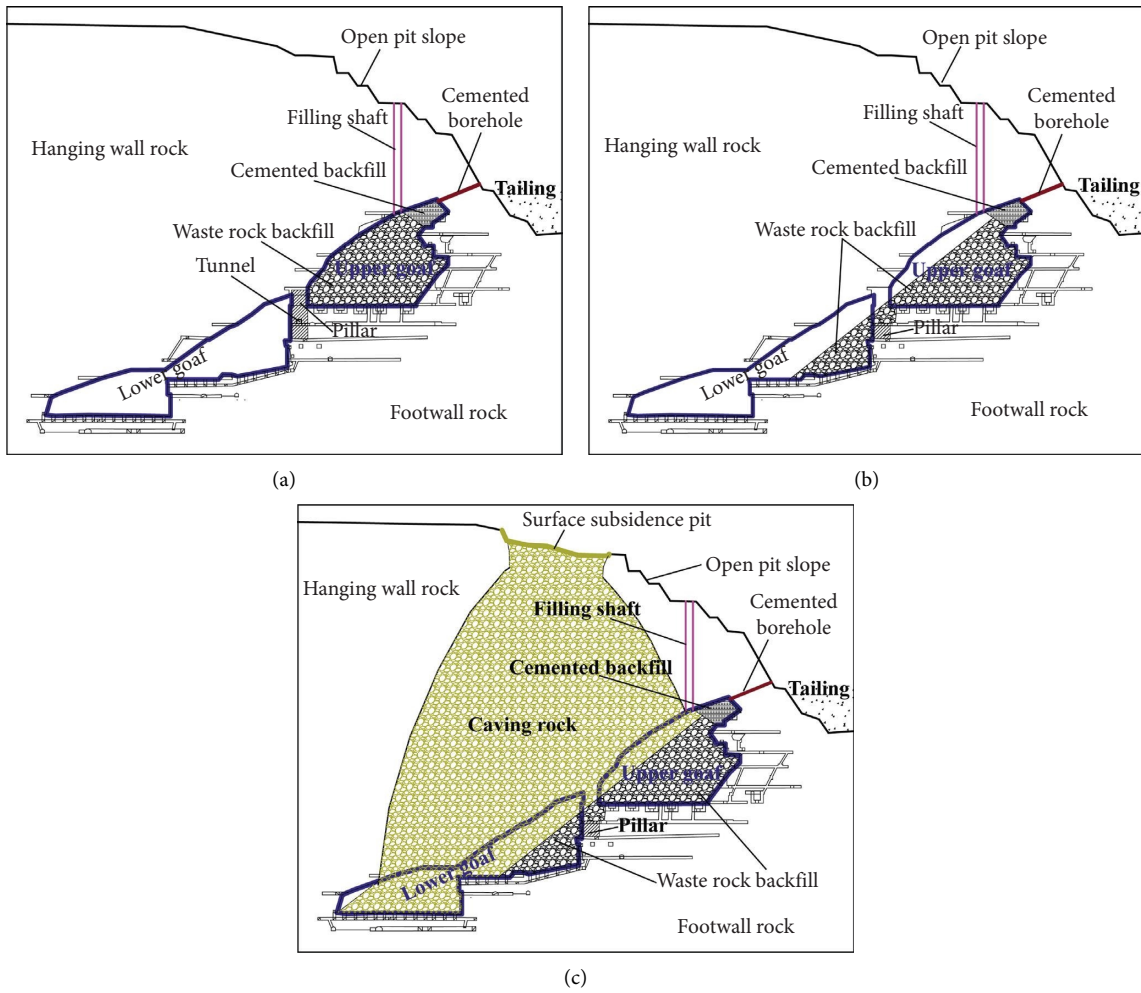 Open pit slope
Cemented
borehole
Filling
shaft
Hanging wall rock
Cemented backfill
Tailing
Waste rock backfill
Tunnel
Upper goaf
Pillar
Lower goaf
Footwall rock
(a)
Open pit slope
Cemented
borehole
Filling
shaft
Hanging wall rock
Cemented backfill
Tailing
Waste rock backfill
Upper goaf
Pillar
Lower goaf
Footwall rock
(b)
Surface subsidence pit
Open pit slope
Hanging wall rock
Filling shaft
Cemented
borehole
Cemented backfill
Tailing
Caving rock
Upper goaf
Pillar
Lower goaf
Waste rock backfill
Footwall rock
(c)